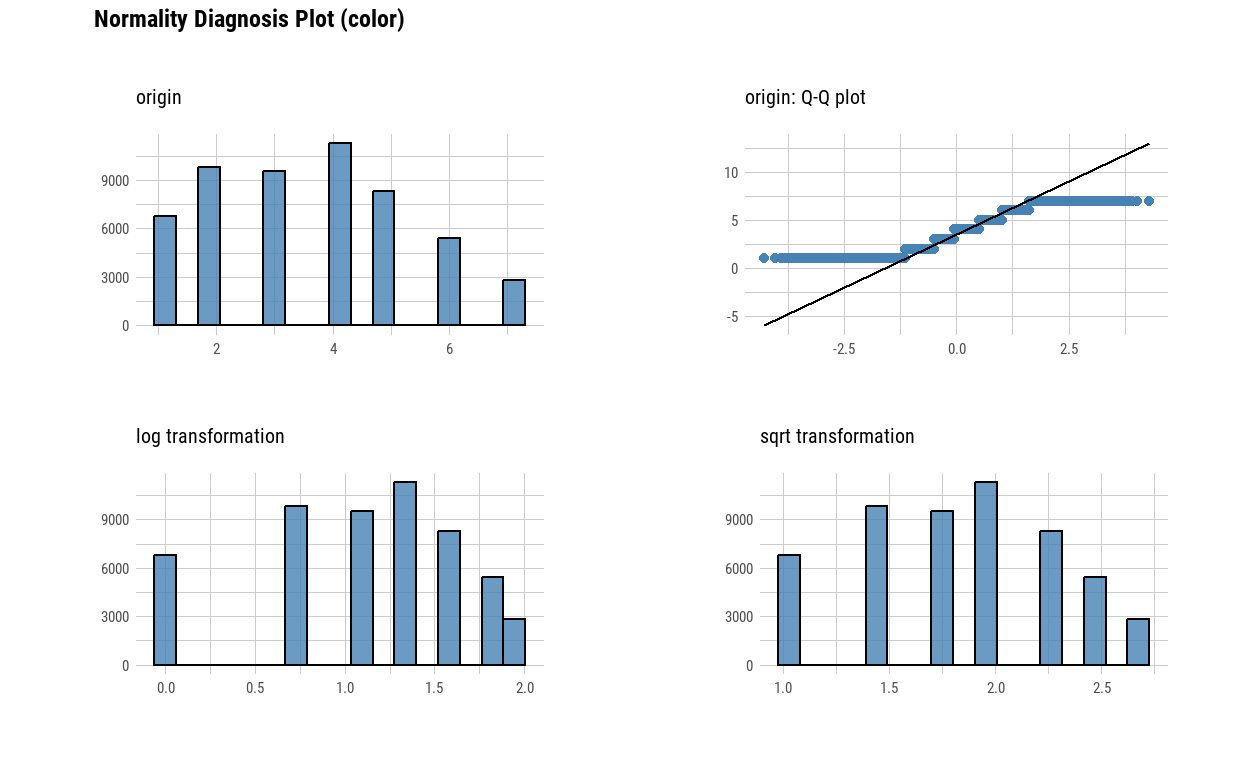 Normality Diagnosis Plot (color)
origin
9000
6000
3000
0
2 4 6
origin: Q-Q plot
10
5
0
-5
-2.5 0.0 2.5
log transformation
9000
6000
3000
0
0.0 0.5 1.0 1.5 2.0
sqrt transformation
9000
6000
3000
0
1.0 1.5 2.0 2.5